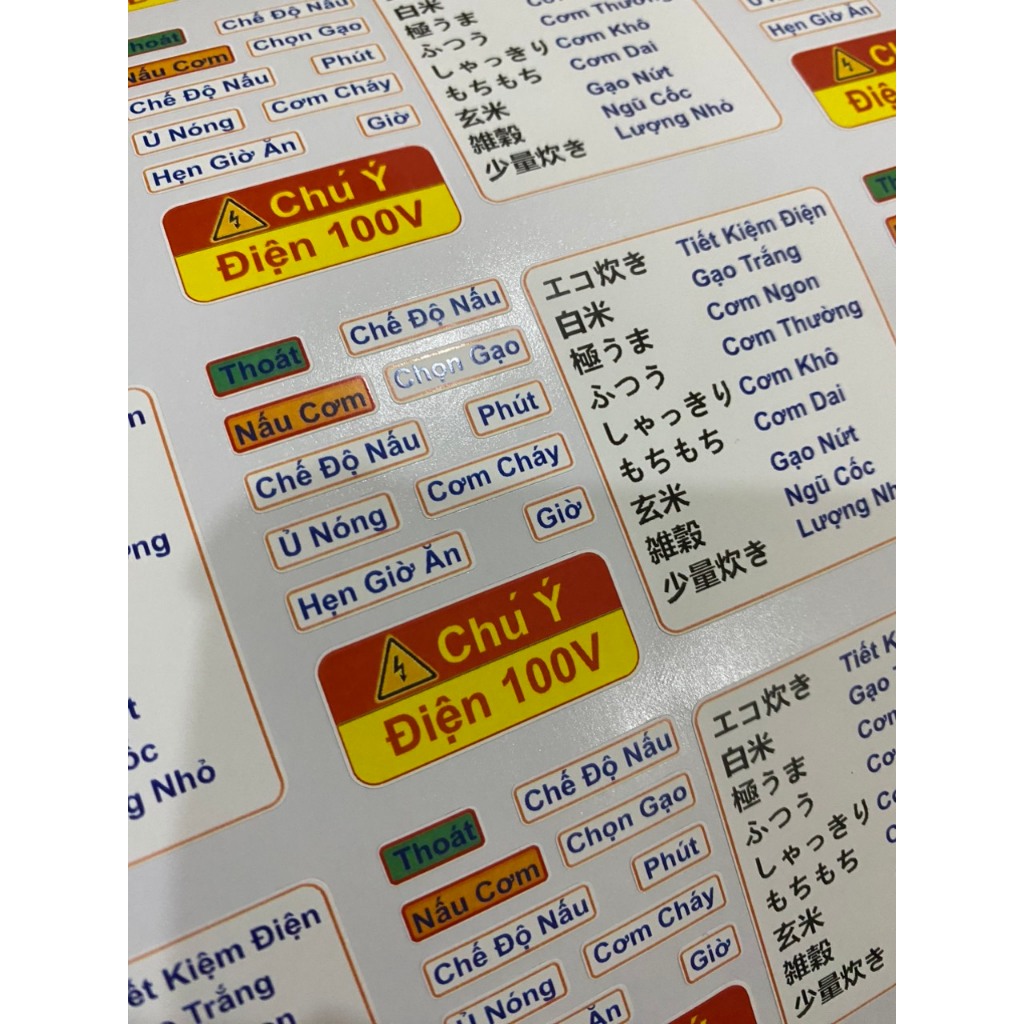 Chế Độ Nấu
Thoát
Chọn Gạo
Nấu Cơm
Phút
Chế Độ Nấu
Cơm Cháy
Ủ Nóng
Giờ
Hẹn Giờ Ăn
Chú Ý
Điện 100V
白米
極うま
ふつう
しゃっきり
もちもち
玄米
雑穀
少量炊き
Cơm Thường
Cơm Khô
Cơm Dai
Gạo Nứt
Ngũ Cốc
Lượng Nhỏ
Hẹn Giờ Ăn
Chế Độ Nấu
Thoát
Chọn Gạo
Nấu Cơm
Phút
Chế Độ Nấu
Cơm Cháy
Ủ Nóng
Giờ
Hẹn Giờ Ăn
Chú Ý
Điện 100V
エコ炊き Tiết Kiệm Điện
白米 Gạo Trắng
極うま Cơm Ngon
ふつう Cơm Thường
しゃっきり Cơm Khô
もちもち Cơm Dai
玄米 Gạo Nứt
雑穀 Ngũ Cốc
少量炊き Lượng
Nhỏ
Kiệm Điện
Trắng
Chế Độ Nấu
Thoát
Chọn Gạo
Nấu Cơm
Phút
Chế Độ Nấu
Cơm Cháy
Ủ Nóng
Giờ
Ăn
エコ炊き Tiết
白米 Gạo
極うま
ふつう
しゃっきり
もちもち
玄米
雑穀
少量炊き